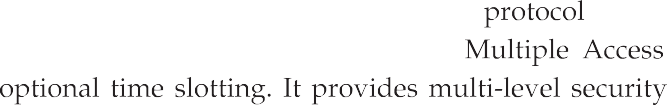 protocol
Multiple Access
optional time slotting. It provides multi-level security